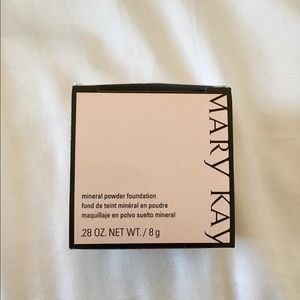 MARY KAY
mineral powder foundation
fond de teint minéral en poudre
maquillaje en polvo suelto mineral
.28 OZ. NET WT. / 8 g